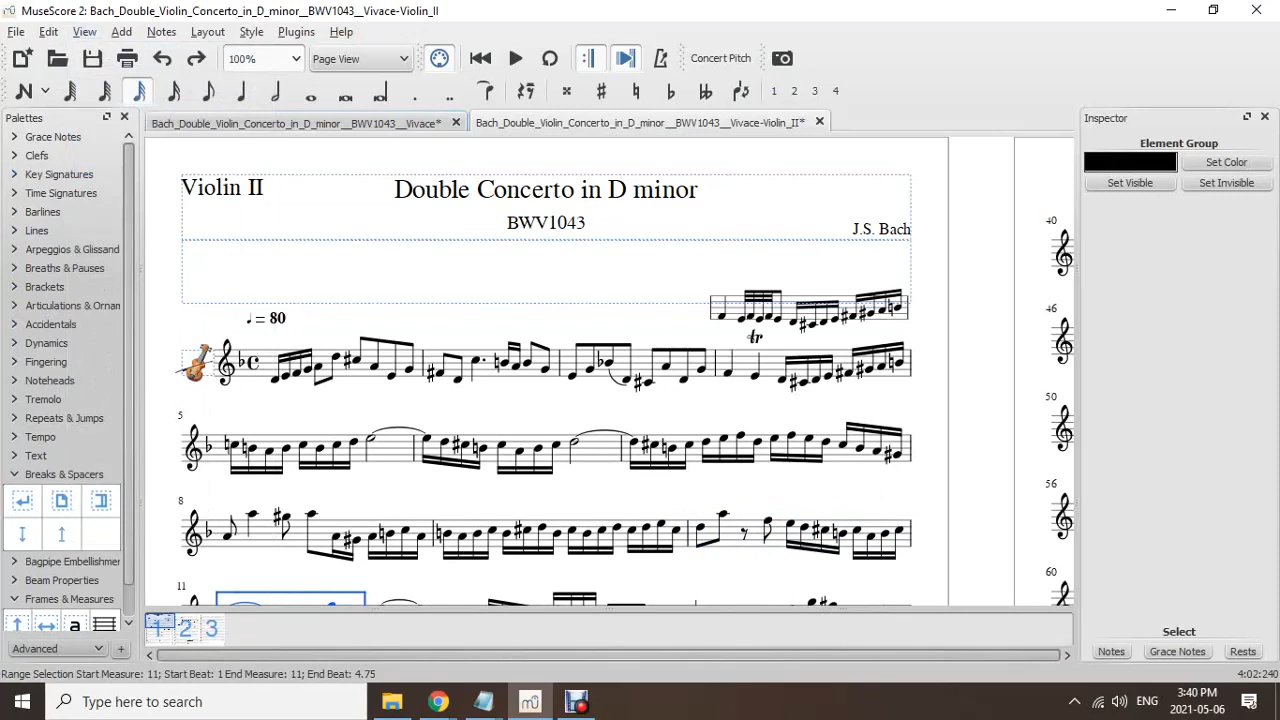 MuseScore 2: Bach_Double_Violin_Concerto_in_D_minor__BWV1043__Vivace-Violin_II
File Edit View Add Notes Layout Style Plugins Help
100% Page View Concert Pitch
1 2 3 4
Palettes
Grace Notes
Clefs
Key Signatures
Time Signatures
Barlines
Lines
Arpeggios & Glissand
Breaths & Pauses
Brackets
Articulations & Ornan
Accidentals
Dynamics
Fingering
Noteheads
Tremolo
Repeats & Jumps
Tempo
Text
Breaks & Spacers
Bagpipe Embellishmen
Beam Properties
Frames & Measures
a
Advanced +
Bach_Double_Violin_Concerto_in_D_minor__BWV1043__Vivace*
Bach_Double_Violin_Concerto_in_D_minor__BWV1043__Vivace-Violin_II*
Violin II
Double Concerto in D minor
BWV1043
J.S. Bach
♩ = 80
tr
5
8
11
40
46
50
56
60
1 2 3
Inspector
Element Group
Set Color
Set Visible Set Invisible
Select
Notes Grace Notes Rests
Range Selection Start Measure: 11; Start Beat: 1 End Measure: 11; End Beat: 4.75
4:02:240
Type here to search
ENG
3:40 PM
2021-05-06